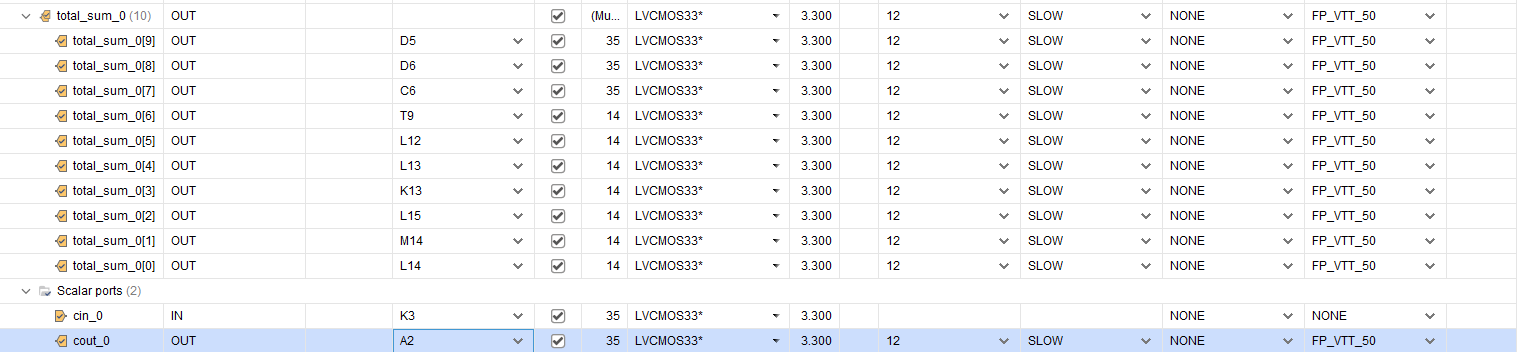 total_sum_0 (10) OUT (Mu... LVCMOS33* 3.300 12 SLOW NONE FP_VTT_50
total_sum_0[9] OUT D5 35 LVCMOS33* 3.300 12 SLOW NONE FP_VTT_50
total_sum_0[8] OUT D6 35 LVCMOS33* 3.300 12 SLOW NONE FP_VTT_50
total_sum_0[7] OUT C6 35 LVCMOS33* 3.300 12 SLOW NONE FP_VTT_50
total_sum_0[6] OUT T9 14 LVCMOS33* 3.300 12 SLOW NONE FP_VTT_50
total_sum_0[5] OUT L12 14 LVCMOS33* 3.300 12 SLOW NONE FP_VTT_50
total_sum_0[4] OUT L13 14 LVCMOS33* 3.300 12 SLOW NONE FP_VTT_50
total_sum_0[3] OUT K13 14 LVCMOS33* 3.300 12 SLOW NONE FP_VTT_50
total_sum_0[2] OUT L15 14 LVCMOS33* 3.300 12 SLOW NONE FP_VTT_50
total_sum_0[1] OUT M14 14 LVCMOS33* 3.300 12 SLOW NONE FP_VTT_50
total_sum_0[0] OUT L14 14 LVCMOS33* 3.300 12 SLOW NONE FP_VTT_50
Scalar ports (2)
cin_0 IN K3 35 LVCMOS33* 3.300 NONE NONE
cout_0 OUT A2 35 LVCMOS33* 3.300 12 SLOW NONE FP_VTT_50